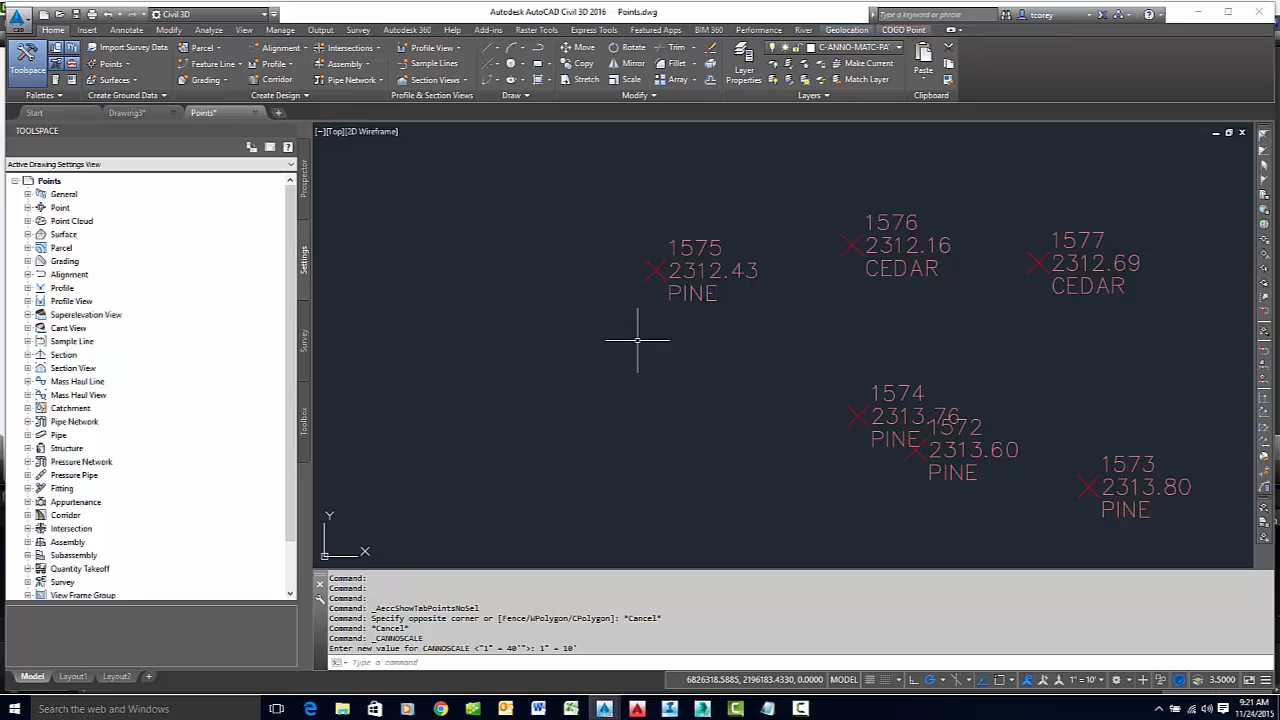 Civil 3D
Autodesk AutoCAD Civil 3D 2016 Points.dwg
Type a keyword or phrase
tcorey
Home Insert Annotate Modify Analyze View Manage Output Survey Autodesk 360 Help Add-ins Raster Tools Express Tools Featured Apps BIM 360 Performance River Geolocation COGO Point
Toolspace
Import Survey Data
Points
Surfaces
Parcel
Feature Line
Grading
Alignment
Profile
Corridor
Intersections
Assembly
Pipe Network
Profile View
Sample Lines
Section Views
Move
Copy
Stretch
Rotate
Mirror
Scale
Trim
Fillet
Array
Layer Properties
C-ANNO-MATC-PA
Make Current
Match Layer
Paste
Palettes
Create Ground Data
Create Design
Profile & Section Views
Draw
Modify
Layers
Clipboard
Start Drawing3* Points*
TOOLSPACE
Active Drawing Settings View
Points
General
Point
Point Cloud
Surface
Parcel
Grading
Alignment
Profile
Profile View
Superelevation View
Cant View
Sample Line
Section
Section View
Mass Haul Line
Mass Haul View
Catchment
Pipe Network
Pipe
Structure
Pressure Network
Pressure Pipe
Fitting
Appurtenance
Corridor
Intersection
Assembly
Subassembly
Quantity Takeoff
Survey
View Frame Group
Prospector
Settings
Survey
Toolbox
[−][Top][2D Wireframe]
1575
2312.43
PINE
1576
2312.16
CEDAR
1577
2312.69
CEDAR
1574
2313.76
PINE
1572
2313.60
PINE
1573
2313.80
PINE
Y
X
Command:
Command:
Command:
Command: _AeccShowTabPointsNoSel
Command: Specify opposite corner or [Fence/WPolygon/CPolygon]: *Cancel*
Command: *Cancel*
Command: _CANNOSCALE
Enter new value for CANNOSCALE <"1" = 40'">: 1" = 10'
Type a command
Model Layout1 Layout2
6826318.5885, 2196183.4330, 0.0000 MODEL
1" = 10'
3.5000
Search the web and Windows
9:21 AM
11/24/2015